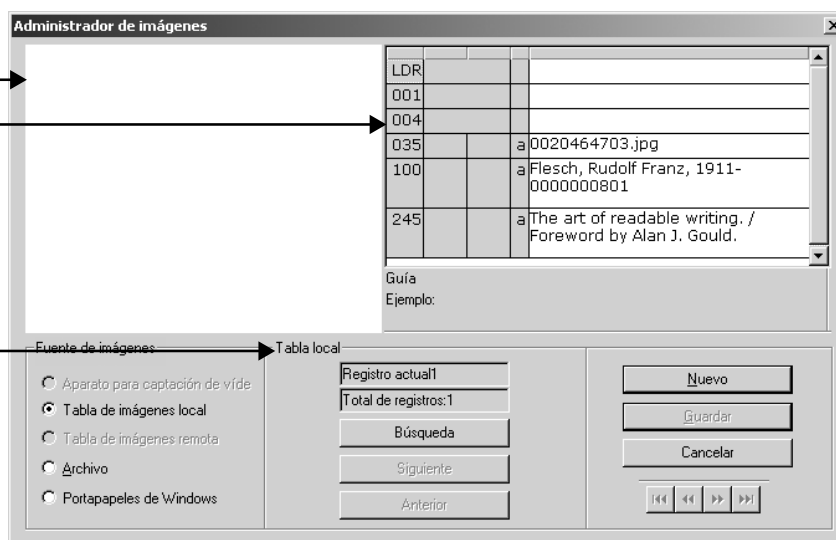 Administrador de imágenes
LDR
001
004
035 a 0020464703.jpg
100 a Flesch, Rudolf Franz, 1911-
0000000801
245 a The art of readable writing. /
Foreword by Alan J. Gould.
Guía
Ejemplo:
Fuente de imágenes
Aparato para captación de víde
Tabla de imágenes local
Tabla de imágenes remota
Archivo
Portapapeles de Windows
Tabla local
Registro actual1
Total de registros:1
Búsqueda
Siguiente
Anterior
Nuevo
Guardar
Cancelar